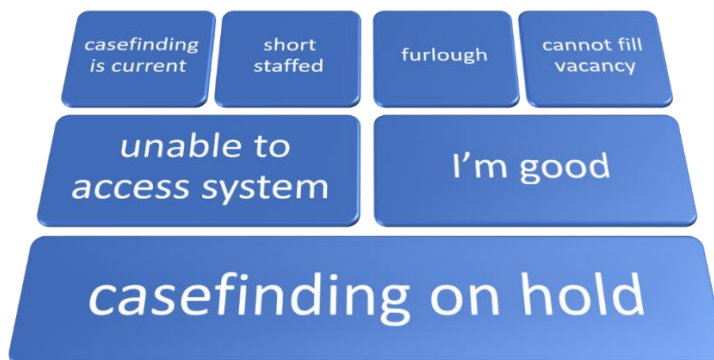 casefinding
is current
short
staffed
furlough
cannot fill
vacancy
unable to
access system
I’m good
casefinding on hold